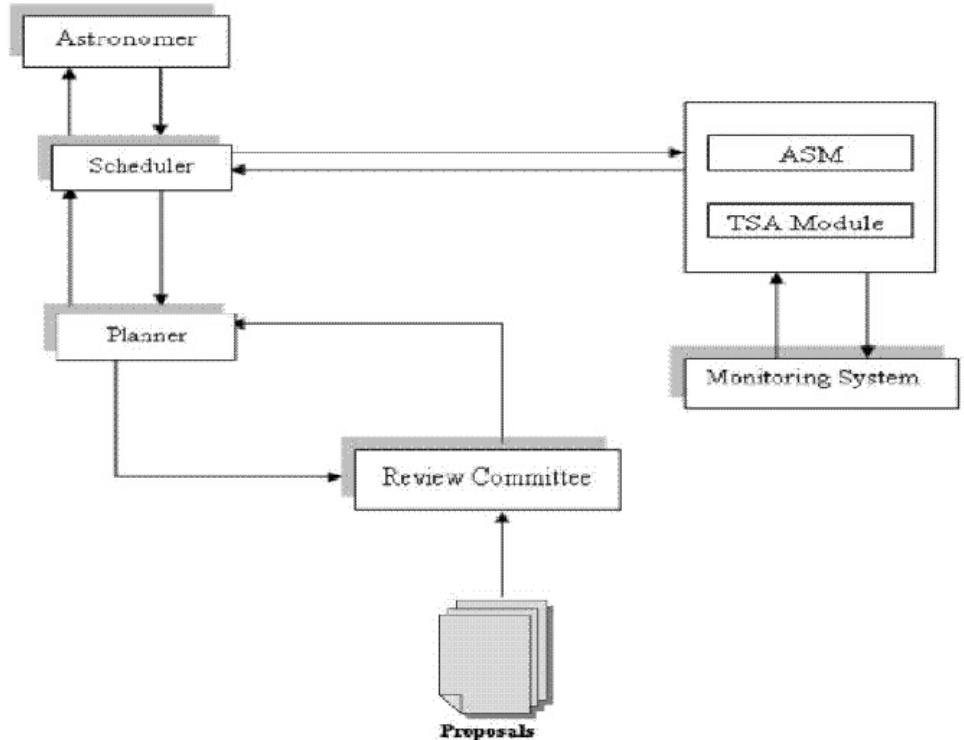 Astronomer
Scheduler
ASM
TSA Module
Planner
Monitoring System
Review Committee
Proposals